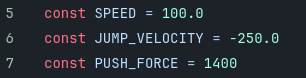 5 const SPEED = 100.0
6 const JUMP_VELOCITY = -250.0
7 const PUSH_FORCE = 1400